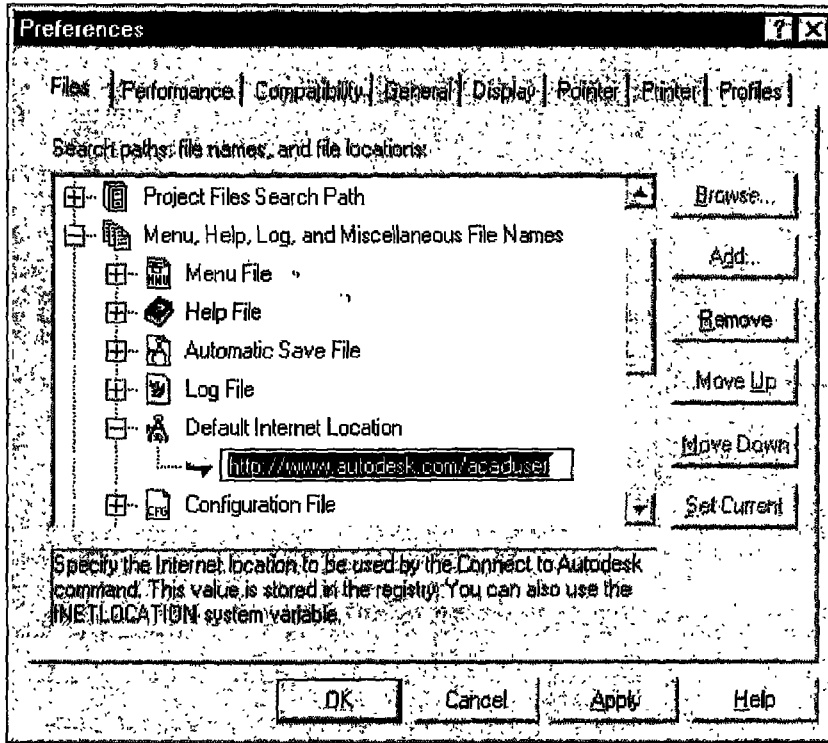 Preferences
Files Performance Compatibility General Display Pointer Printer Profiles
Search paths, file names, and file locations:
Project Files Search Path
Menu, Help, Log, and Miscellaneous File Names
Menu File
Help File
Automatic Save File
Log File
Default Internet Location
http://www.autodesk.com/acaduser
Configuration File
Browse...
Add...
Remove
Move Up
Move Down
Set Current
Specify the Internet location to be used by the Connect to Autodesk
command. This value is stored in the registry. You can also use the
INETLOCATION system variable.
OK Cancel Apply Help